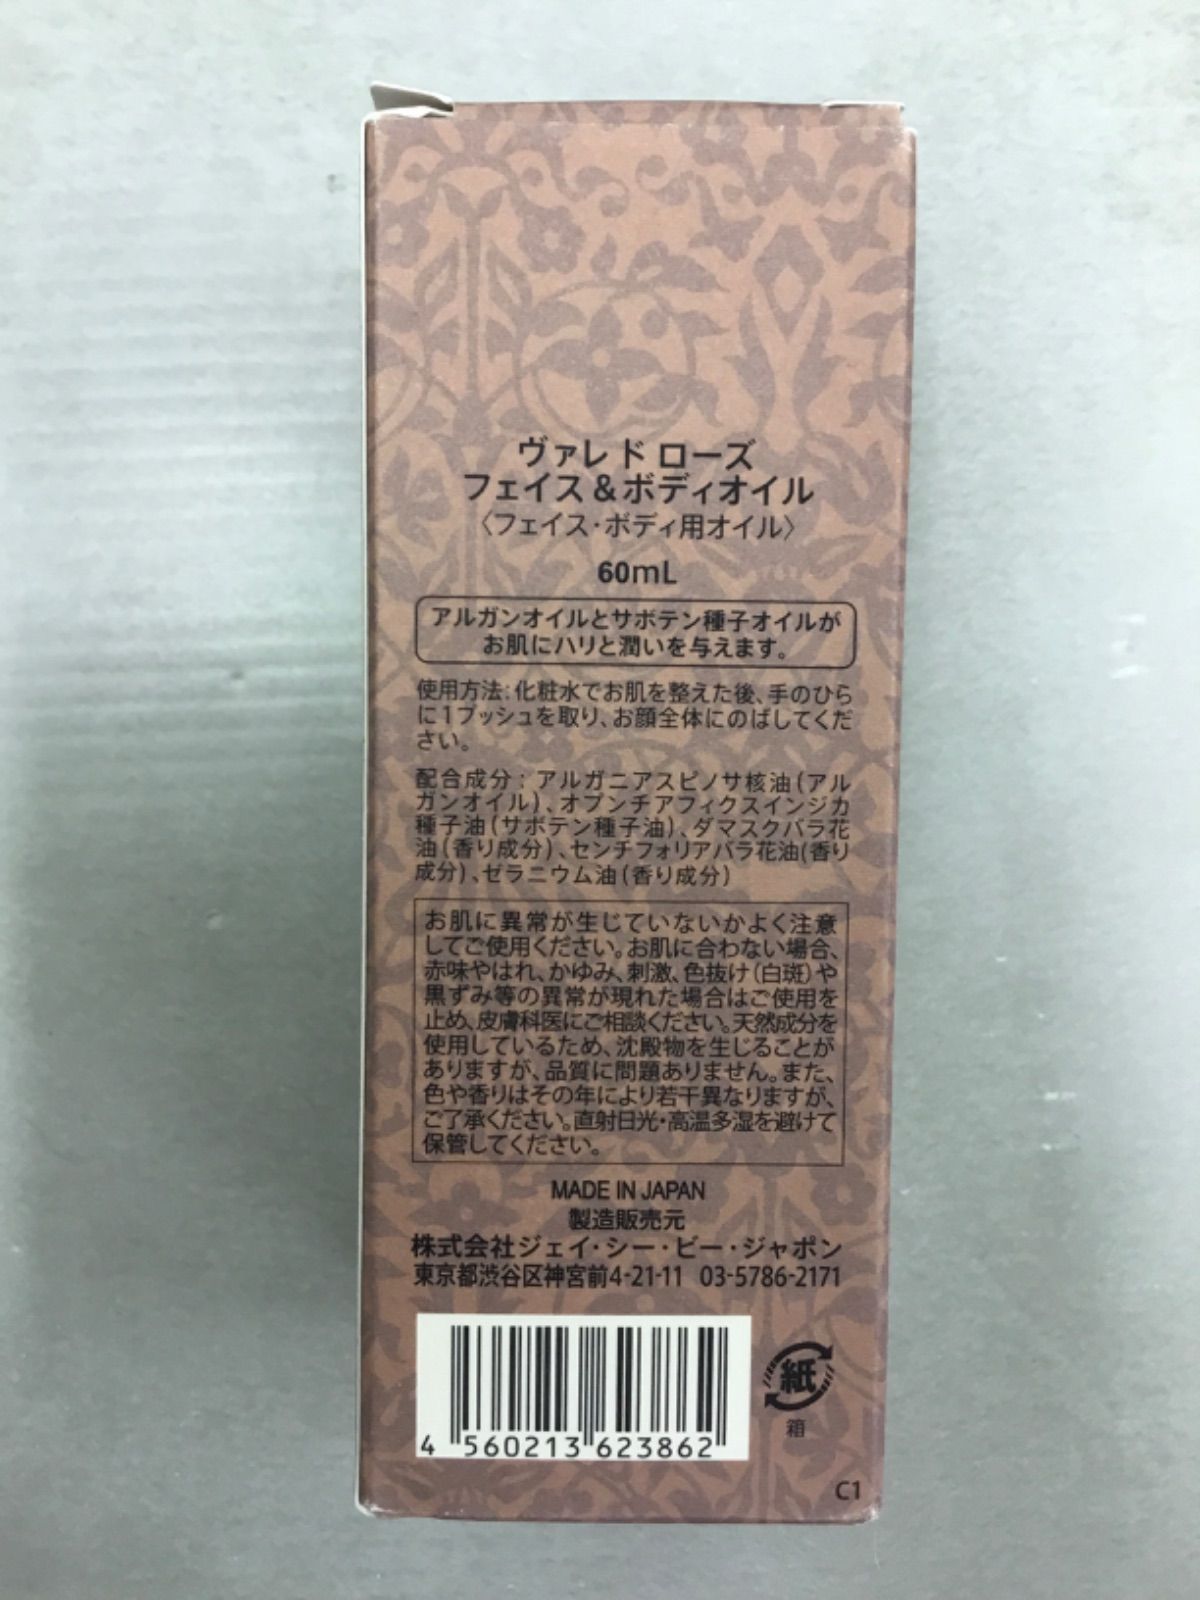 ヴァレ ド ローズ
フェイス＆ボディオイル
〈フェイス・ボディ用オイル〉
60mL
アルガンオイルとサボテン種子オイルが
お肌にハリと潤いを与えます。
使用方法：化粧水でお肌を整えた後、手のひら
に1プッシュを取り、お顔全体にのばしてくだ
さい。
配合成分：アルガニアスピノサ核油（アル
ガンオイル）、オプンチアフィクスインジカ
種子油（サボテン種子油）、ダマスクバラ花
油（香り成分）、センチフォリアバラ花油（香り
成分）、ゼラニウム油（香り成分）
お肌に異常が生じていないかよく注意
してご使用ください。お肌に合わない場合、
赤味やはれ、かゆみ、刺激、色抜け（白斑）や
黒ずみ等の異常が現れた場合はご使用を
止め、皮膚科医にご相談ください。天然成分を
使用しているため、沈殿物を生じることが
ありますが、品質に問題ありません。また、
色や香りはその年により若干異なりますが、
ご了承ください。直射日光・高温多湿を避けて
保管してください。
MADE IN JAPAN
製造販売元
株式会社ジェイ・シー・ビー・ジャポン
東京都渋谷区神宮前4-21-11 03-5786-2171
4 560213 623862
紙
箱
C1